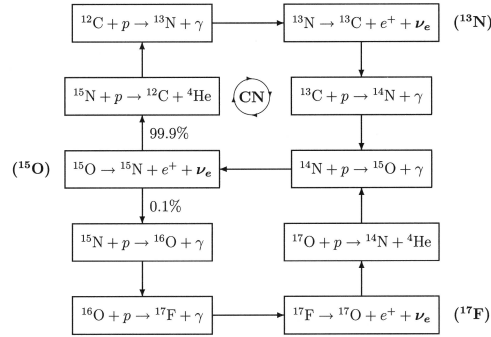 ¹²C + p → ¹³N + γ
¹³N → ¹³C + e⁺ + νₑ
(¹³N)
¹⁵N + p → ¹²C + ⁴He
CN
¹³C + p → ¹⁴N + γ
99.9%
(¹⁵O)
¹⁵O → ¹⁵N + e⁺ + νₑ
¹⁴N + p → ¹⁵O + γ
0.1%
¹⁵N + p → ¹⁶O + γ
¹⁷O + p → ¹⁴N + ⁴He
¹⁶O + p → ¹⁷F + γ
¹⁷F → ¹⁷O + e⁺ + νₑ
(¹⁷F)